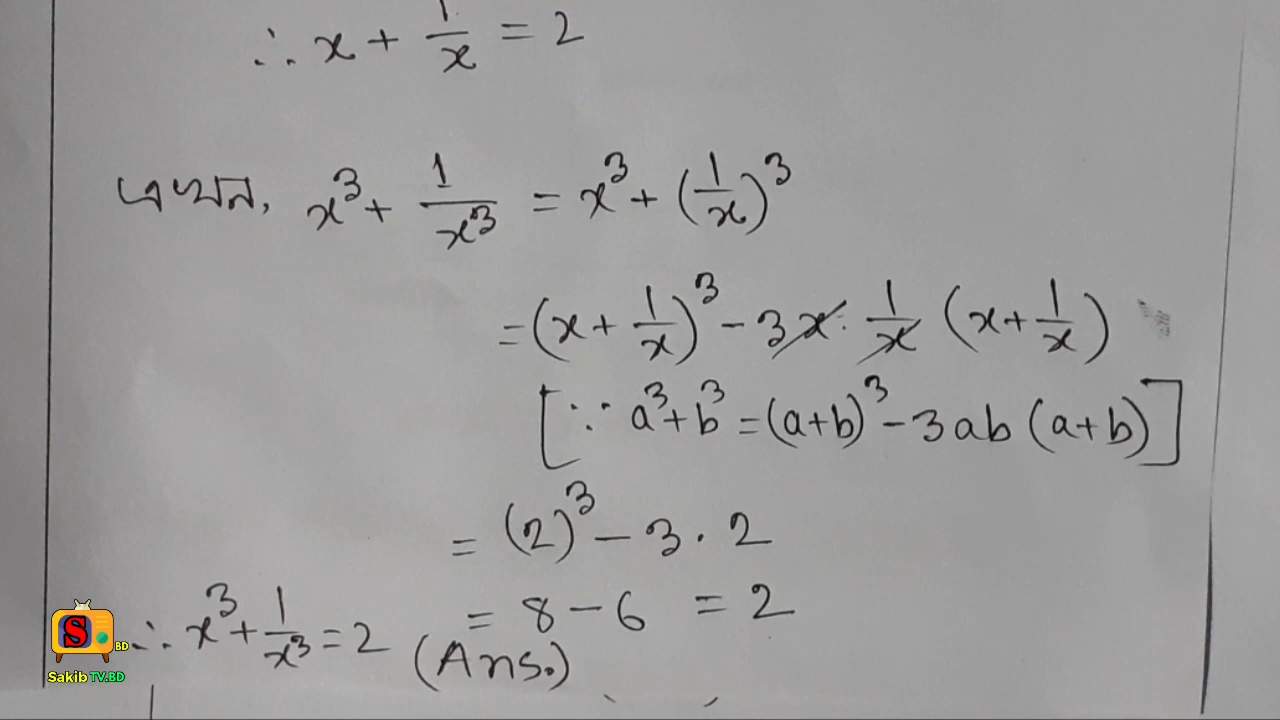 ∴ x + 1/x = 2
এখন, x³ + 1/x³ = x³ + (1/x)³
= (x + 1/x)³ − 3x · 1/x (x + 1/x)
[∵ a³+b³ = (a+b)³ − 3ab (a+b)]
= (2)³ − 3 · 2
= 8 − 6 = 2
∴ x³ + 1/x³ = 2 (Ans.)
S BD
Sakib TV.BD